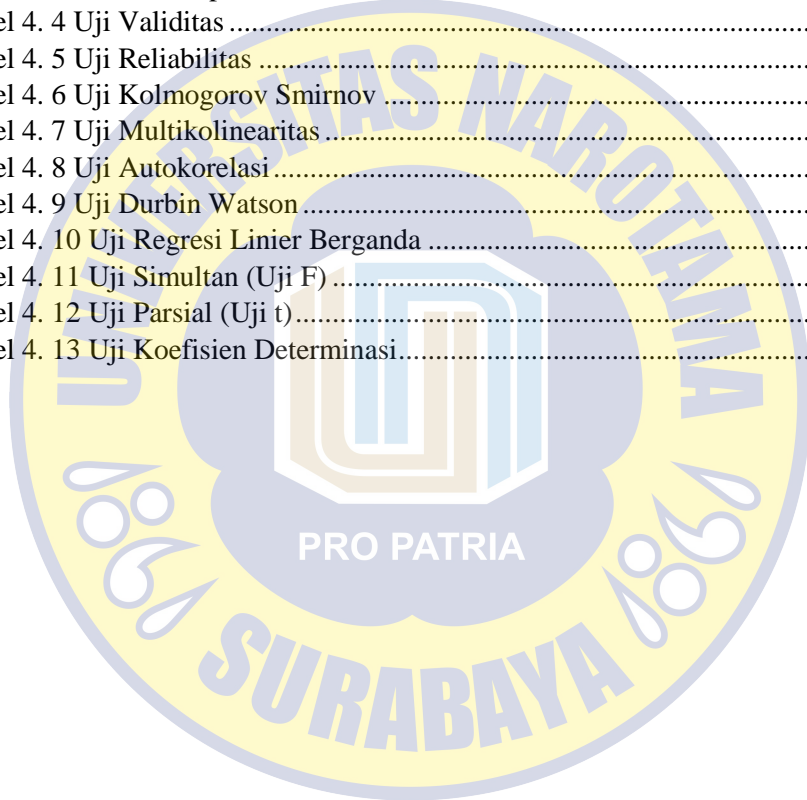 el 4. 4 Uji Validitas ..........................................................................................
el 4. 5 Uji Reliabilitas .....................................................................................
el 4. 6 Uji Kolmogorov Smirnov ................................................................
el 4. 7 Uji Multikolinearitas .........................................................................
el 4. 8 Uji Autokorelasi ..................................................................................
el 4. 9 Uji Durbin Watson .............................................................................
el 4. 10 Uji Regresi Linier Berganda ........................................................
el 4. 11 Uji Simultan (Uji F) ........................................................................
el 4. 12 Uji Parsial (Uji t) ..............................................................................
el 4. 13 Uji Koefisien Determinasi .............................................................
UNIVERSITAS NAROTAMA
PRO PATRIA
SURABAYA